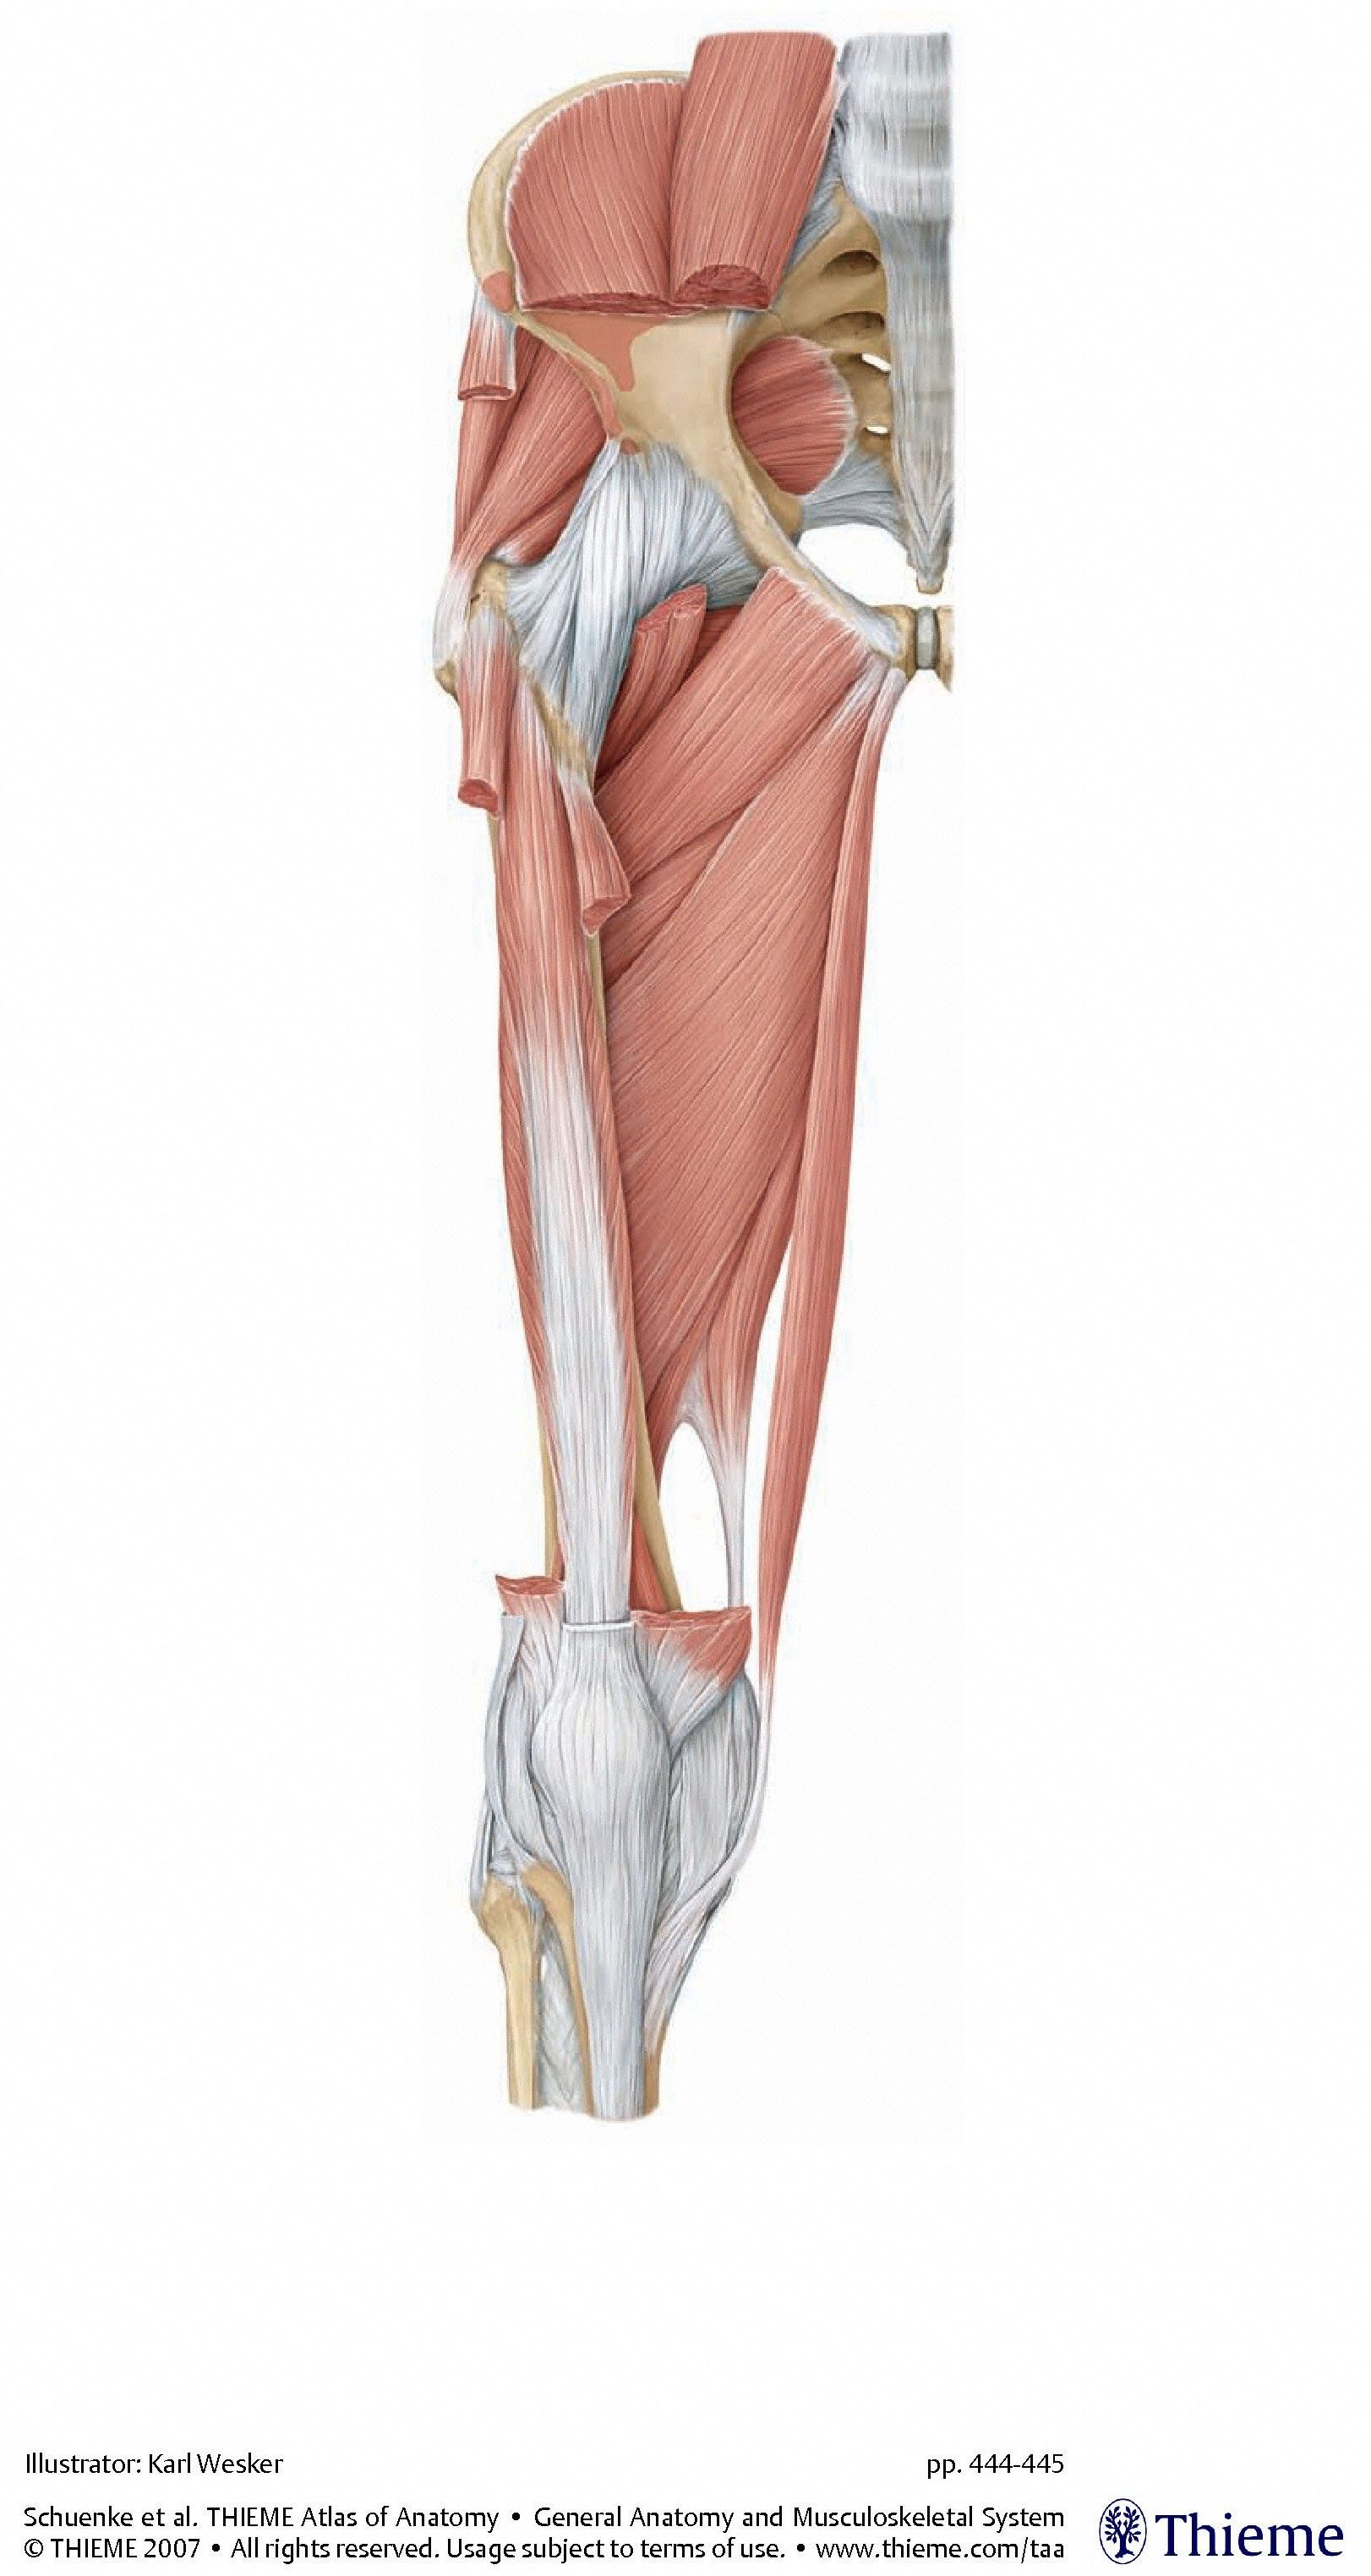 Illustrator: Karl Wesker
pp. 444-445
Schuenke et al. THIEME Atlas of Anatomy • General Anatomy and Musculoskeletal System
© THIEME 2007 • All rights reserved. Usage subject to terms of use. • www.thieme.com/taa
Thieme